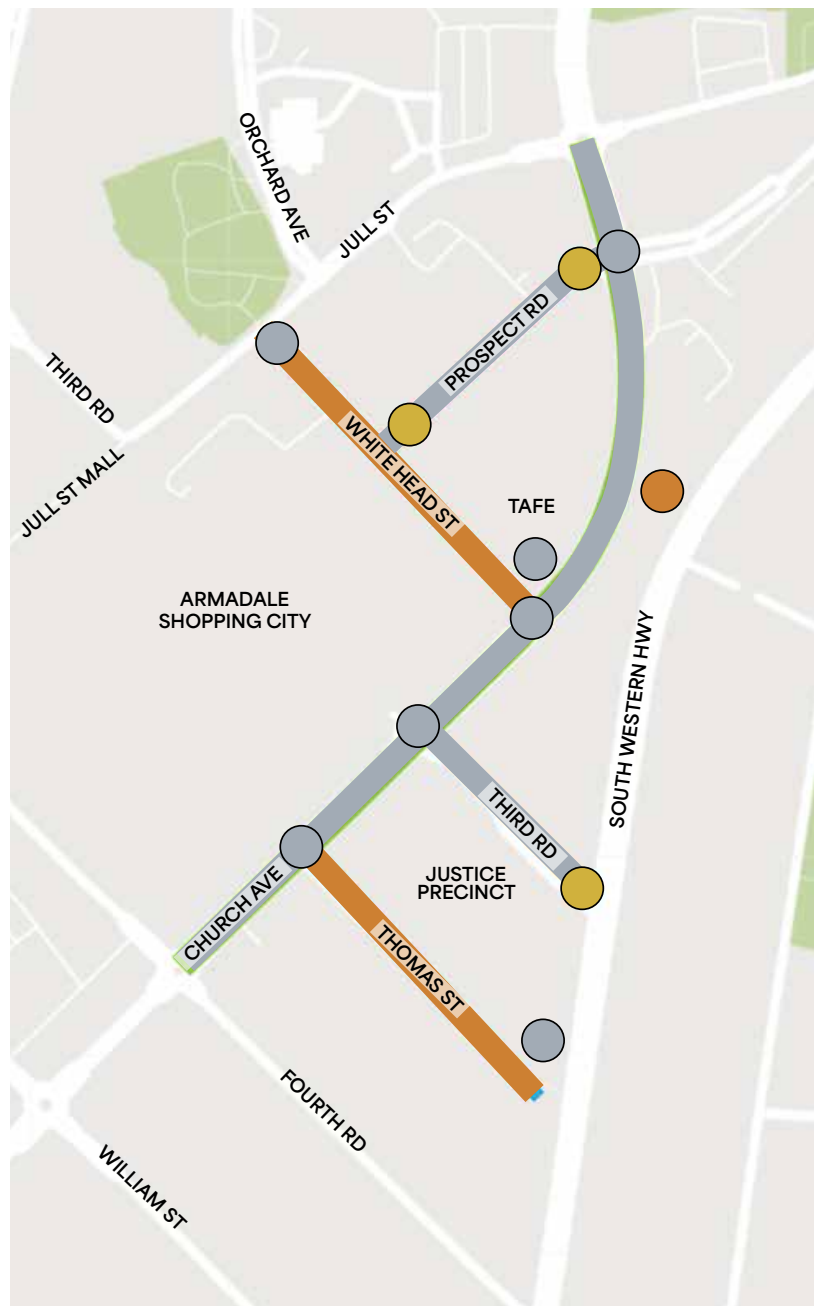 ORCHARD AVE
JULL ST
PROSPECT RD
THIRD RD
WHITE HEAD ST
JULL ST MALL
TAFE
ARMADALE
SHOPPING CITY
SOUTH WESTERN HWY
THIRD RD
JUSTICE
PRECINCT
CHURCH AVE
THOMAS ST
FOURTH RD
WILLIAM ST